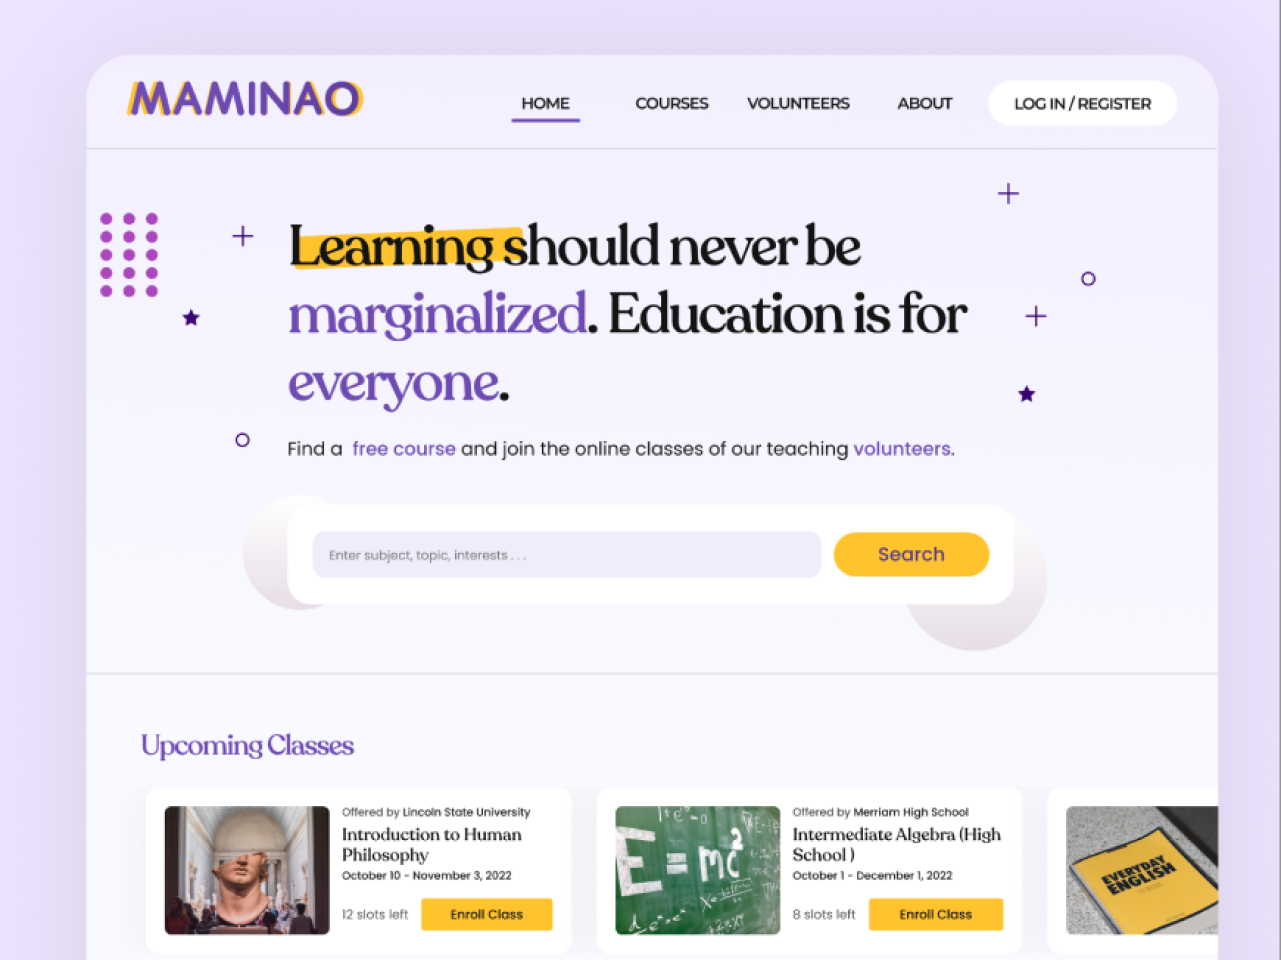 MAMINAO
HOME COURSES VOLUNTEERS ABOUT LOG IN / REGISTER
Learning should never be
marginalized. Education is for
everyone.
Find a free course and join the online classes of our teaching volunteers.
Enter subject, topic, interests . . .
Search
Upcoming Classes
Offered by Lincoln State University
Introduction to Human
Philosophy
October 10 - November 3, 2022
12 slots left
Enroll Class
E=mc²
Offered by Merriam High School
Intermediate Algebra (High
School )
October 1 - December 1, 2022
8 slots left
Enroll Class
EVERYDAY
ENGLISH